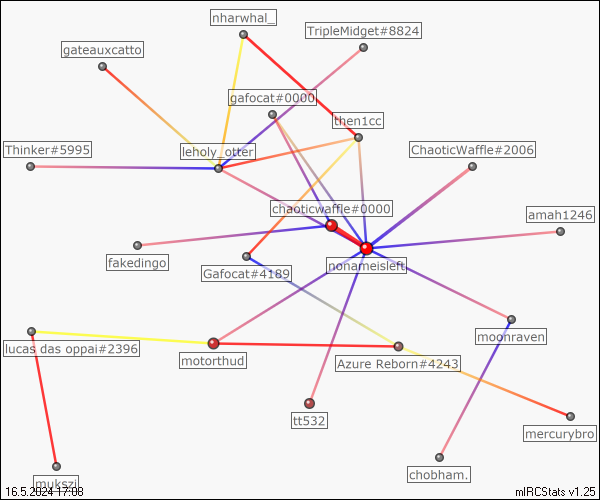 nharwhal_
TripleMidget#8824
gateauxcatto
gafocat#0000
then1cc
Thinker#5995
leholy_otter
ChaoticWaffle#2006
chaoticwaffle#0000
amah1246
fakedingo
nonameisleft
Gafocat#4189
moonraven
lucas das oppai#2396
motorthud
Azure Reborn#4243
tt532
mercurybro
chobham.
mukszi
16.5.2024 17:08
mIRCStats v1.25